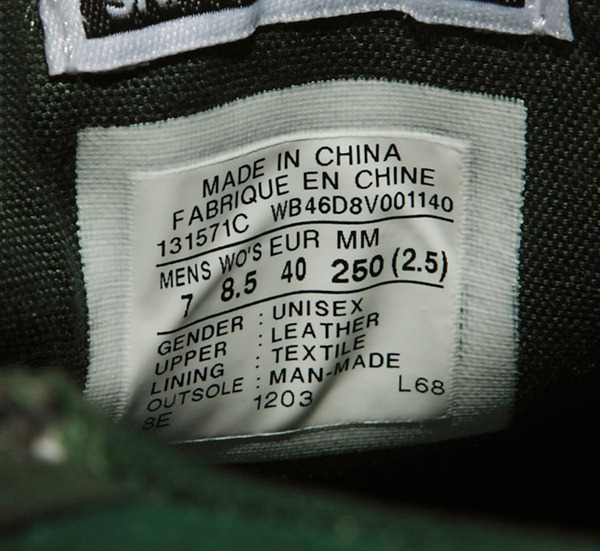 MADE IN CHINA
FABRIQUE EN CHINE
131571C WB46D8V001140
MENS WO'S EUR MM
7 8.5 40 250 (2.5)
GENDER : UNISEX
UPPER : LEATHER
LINING : TEXTILE
OUTSOLE : MAN-MADE
8E 1203 L68